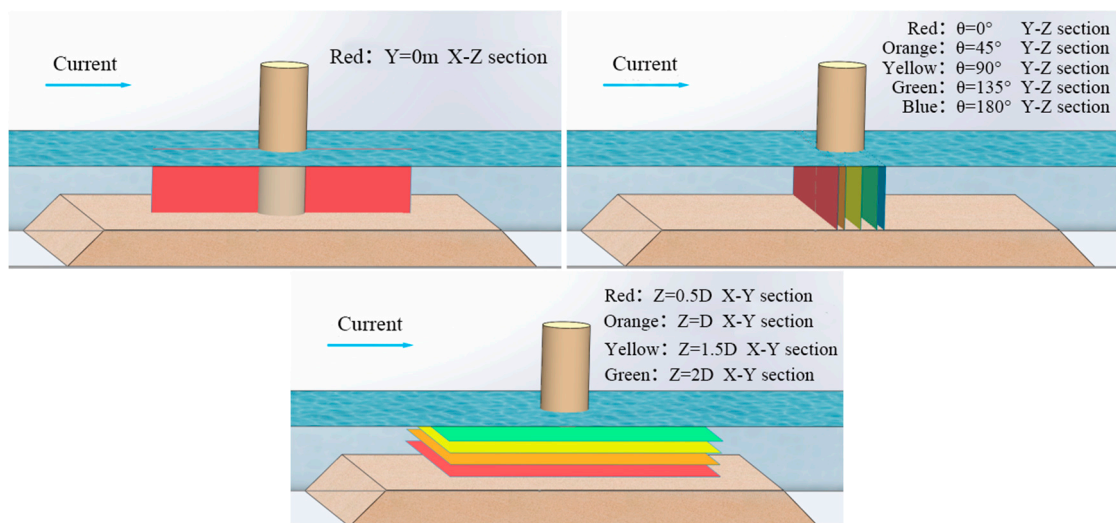 Current
Red：Y=0m X-Z section
Current
Red：θ=0° Y-Z section
Orange：θ=45° Y-Z section
Yellow：θ=90° Y-Z section
Green：θ=135° Y-Z section
Blue：θ=180° Y-Z section
Current
Red：Z=0.5D X-Y section
Orange：Z=D X-Y section
Yellow：Z=1.5D X-Y section
Green：Z=2D X-Y section